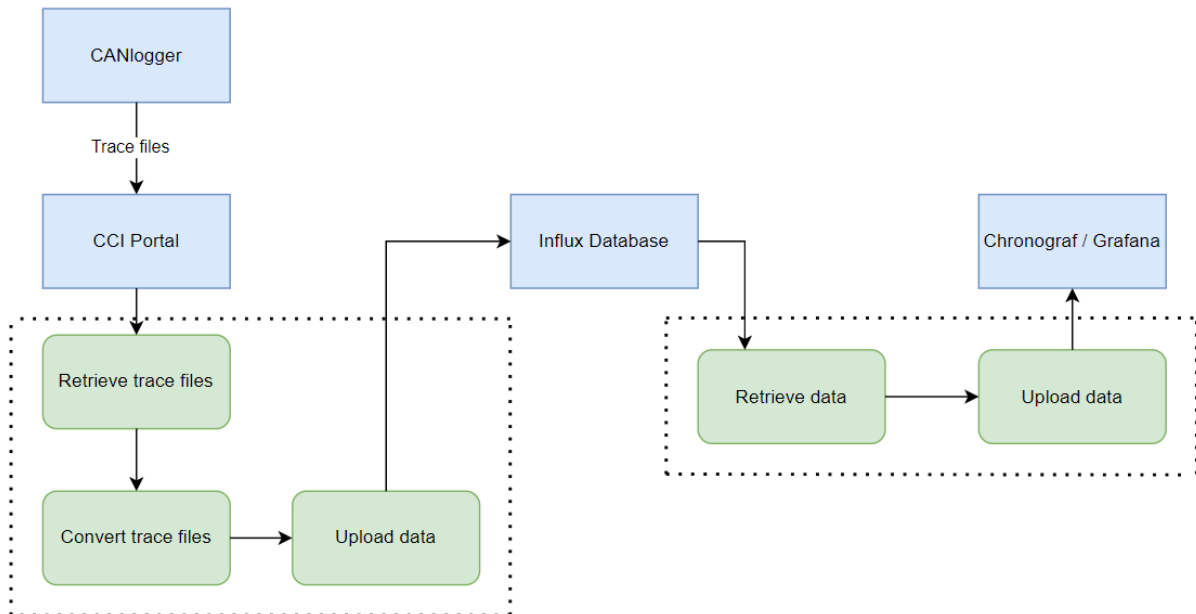 CANlogger
Trace files
CCI Portal
Influx Database
Chronograf / Grafana
Retrieve trace files
Retrieve data
Upload data
Convert trace files
Upload data